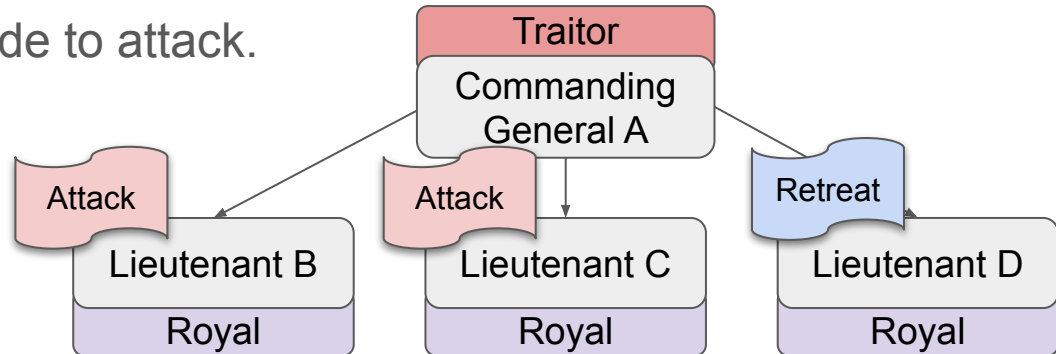 de to attack.
Traitor
Commanding
General A
Attack
Attack
Retreat
Lieutenant B
Lieutenant C
Lieutenant D
Royal
Royal
Royal